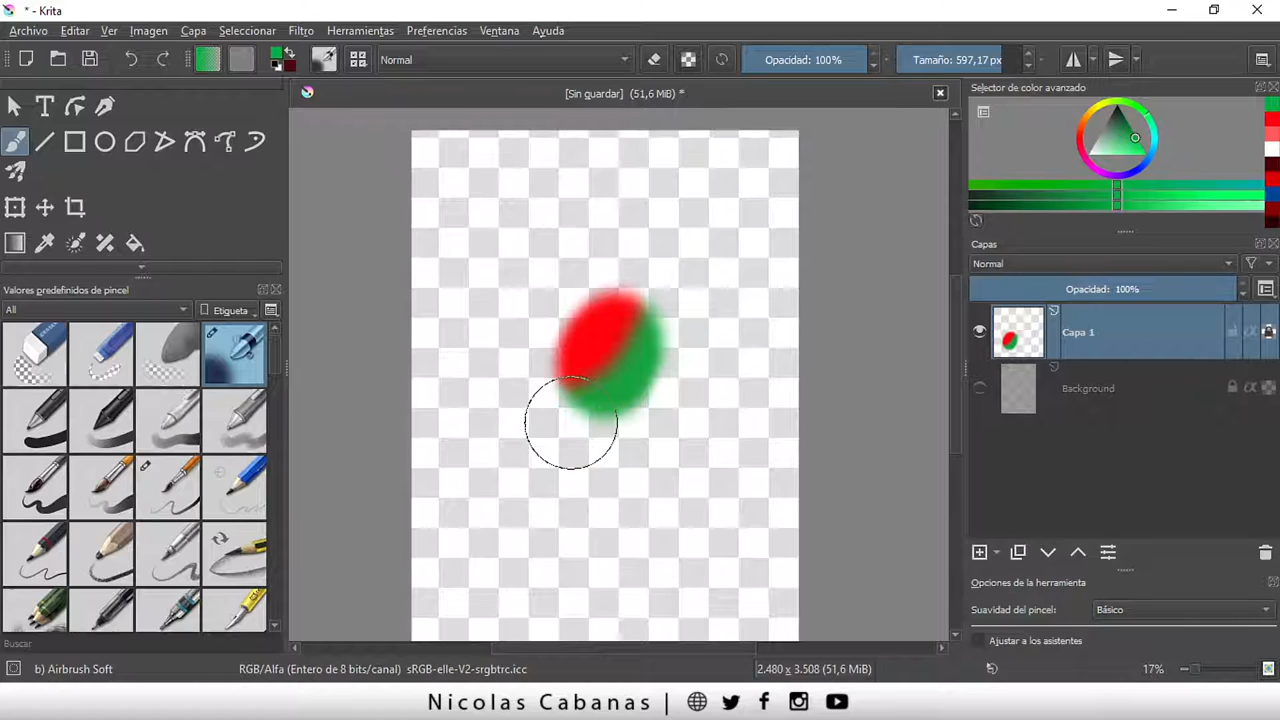 * - Krita
Archivo Editar Ver Imagen Capa Seleccionar Filtro Herramientas Preferencias Ventana Ayuda
Normal
Opacidad: 100%
Tamaño: 597,17 px
[Sin guardar] (51,6 MiB) *
Selector de color avanzado
Capas
Normal
Opacidad: 100%
Capa 1
Background
Valores predefinidos de pincel
All
Etiqueta
Buscar
Opciones de la herramienta
Suavidad del pincel:
Básico
Ajustar a los asistentes
b) Airbrush Soft
RGB/Alfa (Entero de 8 bits/canal) sRGB-elle-V2-srgbtrc.icc
2.480 x 3.508 (51,6 MiB)
17%
Nicolas Cabanas |